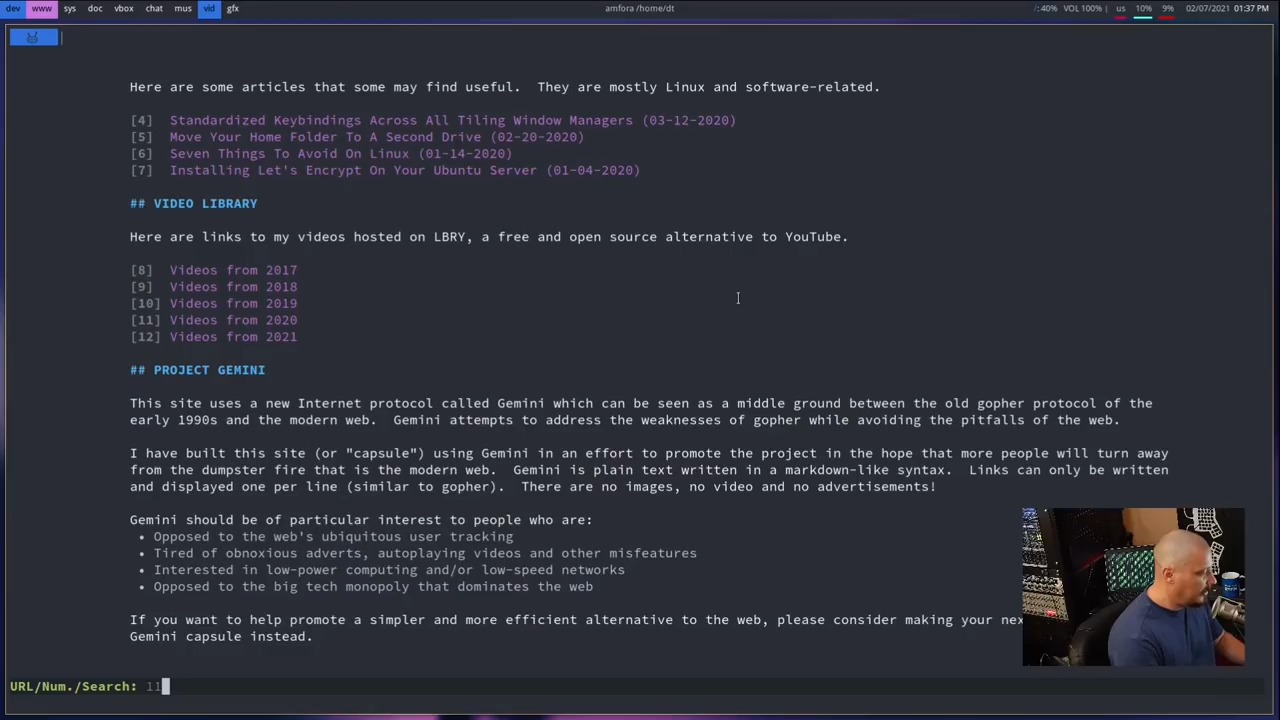 dev www sys doc vbox chat mus vid gfx amfora /home/dt /: 40% VOL 100% | us 10% 9% 02/07/2021 01:37 PM
Here are some articles that some may find useful. They are mostly Linux and software-related.
[4] Standardized Keybindings Across All Tiling Window Managers (03-12-2020)
[5] Move Your Home Folder To A Second Drive (02-20-2020)
[6] Seven Things To Avoid On Linux (01-14-2020)
[7] Installing Let's Encrypt On Your Ubuntu Server (01-04-2020)
## VIDEO LIBRARY
Here are links to my videos hosted on LBRY, a free and open source alternative to YouTube.
[8] Videos from 2017
[9] Videos from 2018
[10] Videos from 2019
[11] Videos from 2020
[12] Videos from 2021
## PROJECT GEMINI
This site uses a new Internet protocol called Gemini which can be seen as a middle ground between the old gopher protocol of the
early 1990s and the modern web. Gemini attempts to address the weaknesses of gopher while avoiding the pitfalls of the web.
I have built this site (or "capsule") using Gemini in an effort to promote the project in the hope that more people will turn away
from the dumpster fire that is the modern web. Gemini is plain text written in a markdown-like syntax. Links can only be written
and displayed one per line (similar to gopher). There are no images, no video and no advertisements!
Gemini should be of particular interest to people who are:
• Opposed to the web's ubiquitous user tracking
• Tired of obnoxious adverts, autoplaying videos and other misfeatures
• Interested in low-power computing and/or low-speed networks
• Opposed to the big tech monopoly that dominates the web
If you want to help promote a simpler and more efficient alternative to the web, please consider making your nex
Gemini capsule instead.
URL/Num./Search: 11